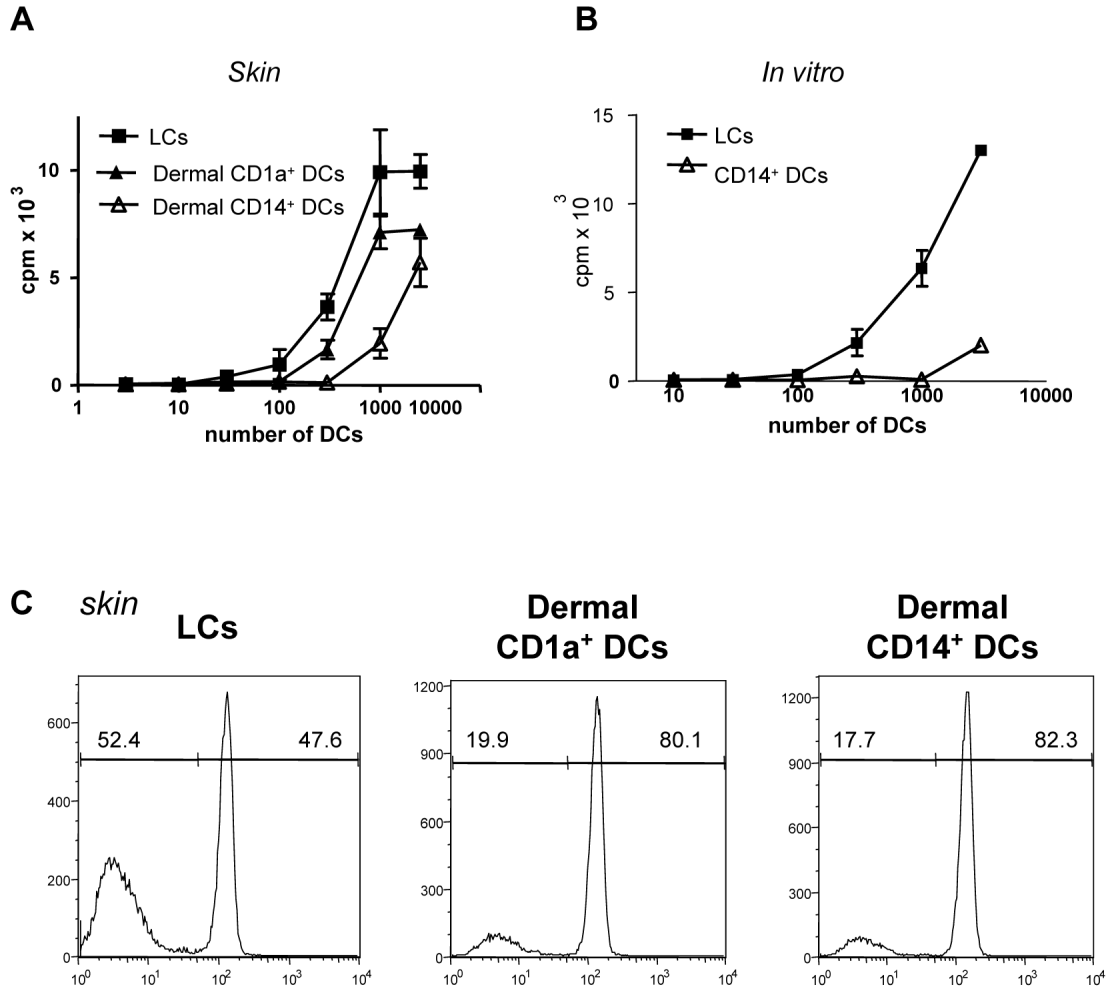 A
B
Skin
In vitro
LCs
Dermal CD1a+ DCs
Dermal CD14+ DCs
10
5
0
cpm x 10 3
1 10 100 1000 10000
number of DCs
LCs
CD14+ DCs
15
10
5
0
cpm x 10 3
10 100 1000 10000
number of DCs
C
skin
LCs
Dermal
CD1a+ DCs
Dermal
CD14+ DCs
52.4 47.6
600
400
200
0
100 101 102 103 104
19.9 80.1
1200
900
600
300
0
100 101 102 103 104
17.7 82.3
1200
900
600
300
0
100 101 102 103 104